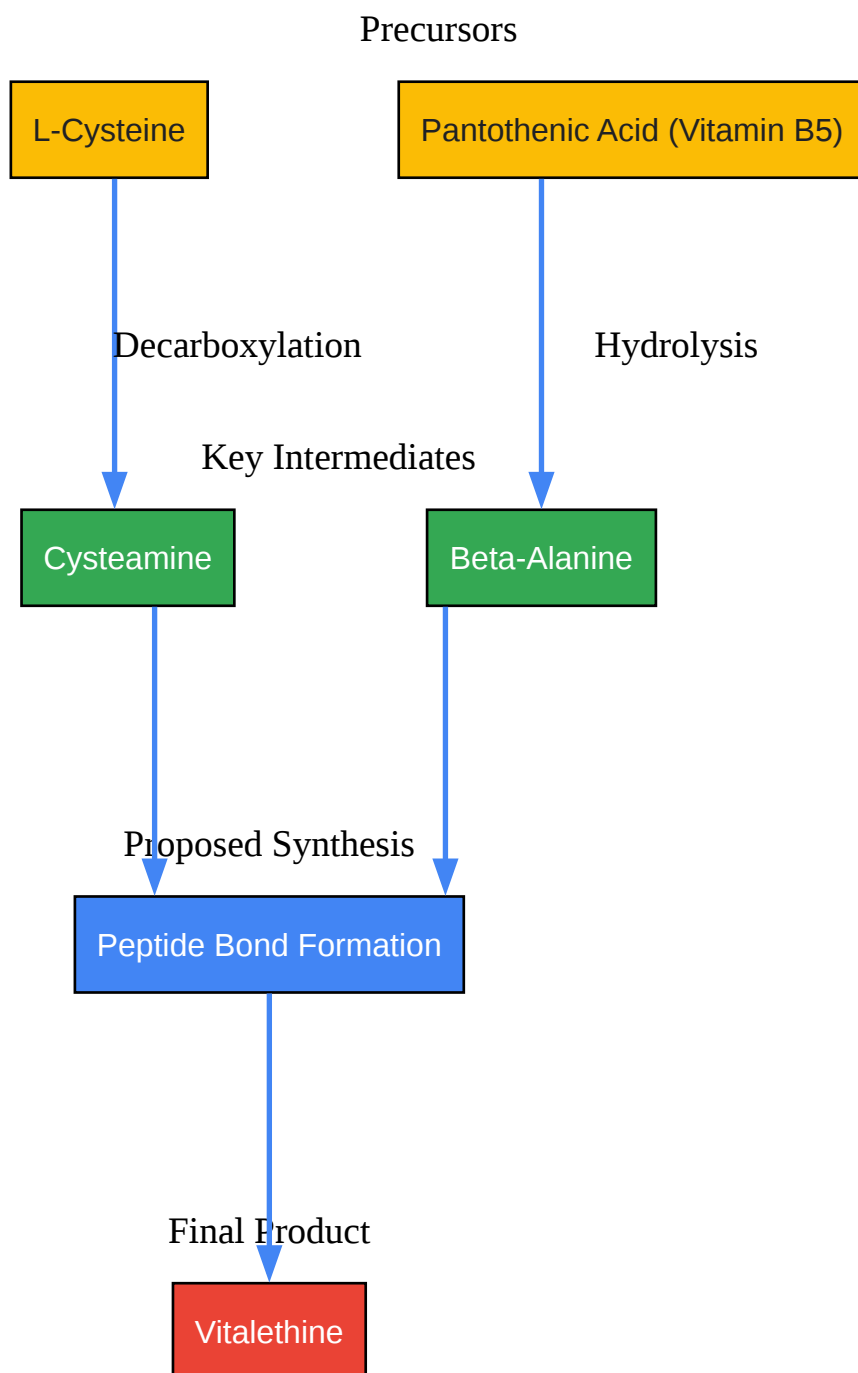 Precursors
L-Cysteine
Pantothenic Acid (Vitamin B5)
Decarboxylation
Hydrolysis
Key Intermediates
Cysteamine
Beta-Alanine
Proposed Synthesis
Peptide Bond Formation
Final Product
Vitalethine